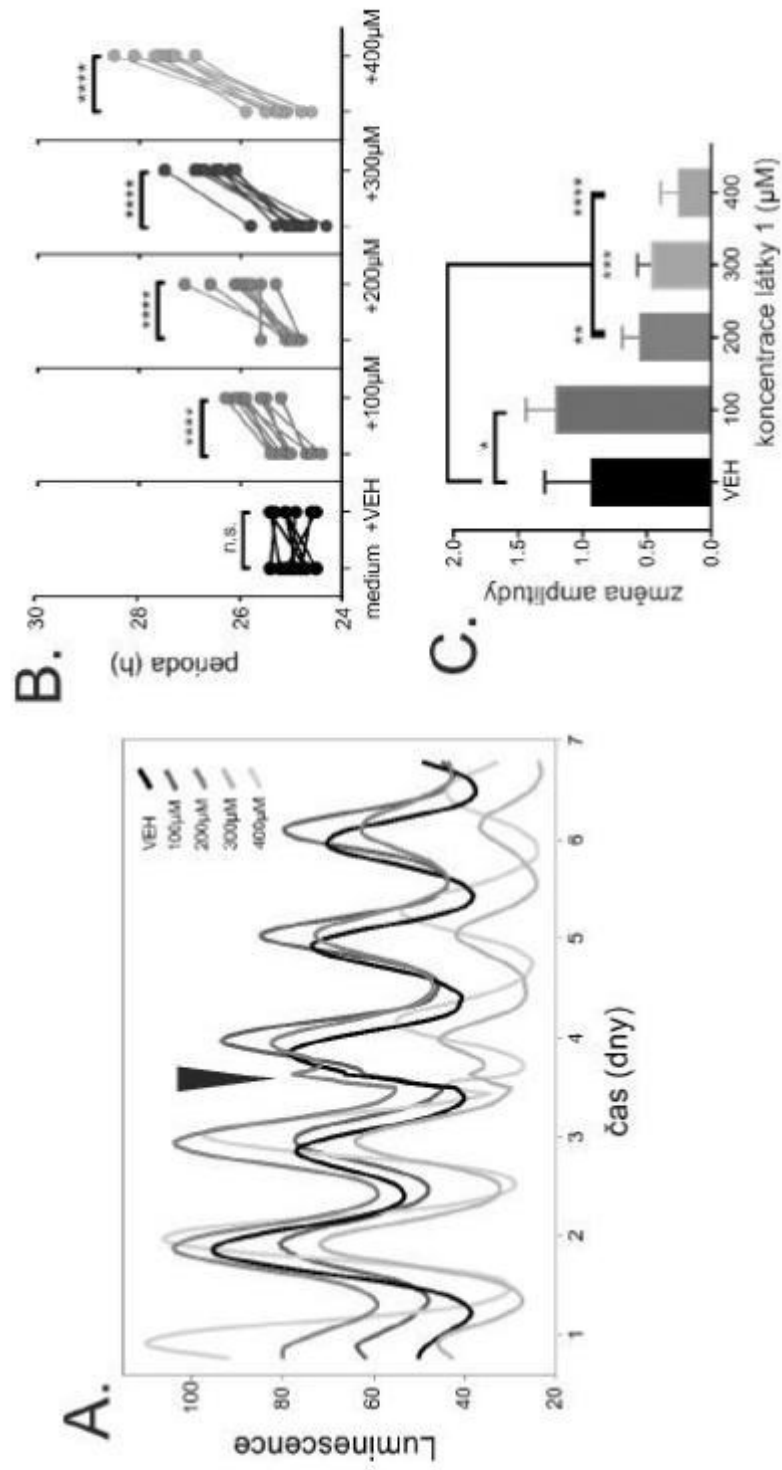 A.
Luminescence
100
80
60
40
20
1 2 3 4 5 6 7
čas (dny)
VEH
100μM
200μM
300μM
400μM
B.
perioda (h)
30
28
26
24
n.s.
****
****
****
****
medium +VEH +100μM +200μM +300μM +400μM
C.
změna amplitudy
2.0
1.5
1.0
0.5
0.0
*
** *** ****
VEH 100 200 300 400
koncentrace látky 1 (μM)